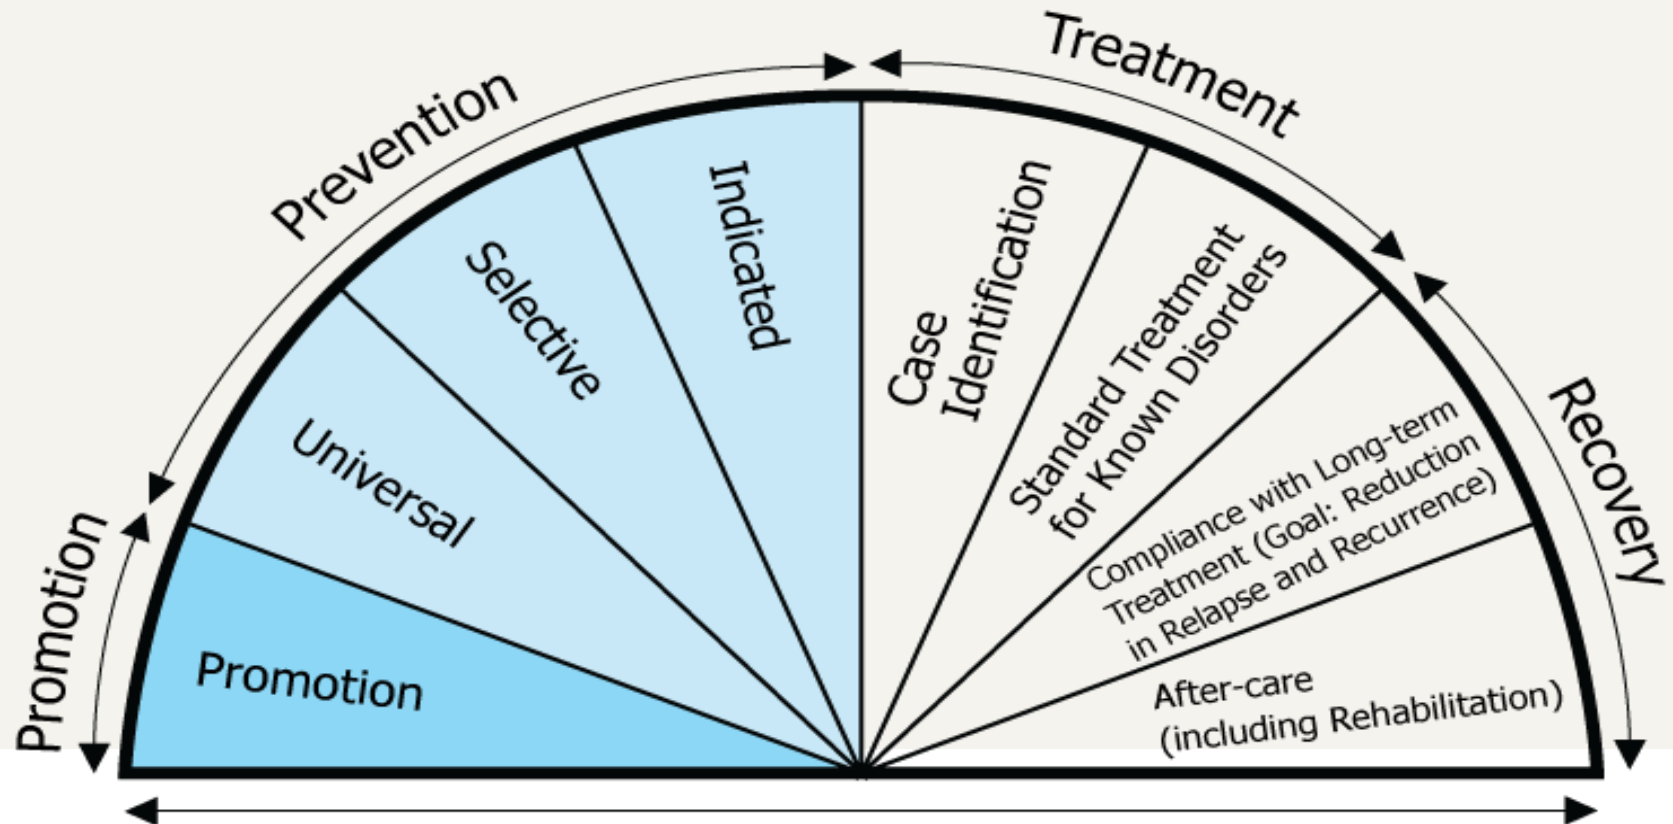 Promotion
Prevention
Treatment
Recovery
Promotion
Universal
Selective
Indicated
Case
Identification
Standard Treatment
for Known Disorders
Compliance with Long-term
Treatment (Goal: Reduction
in Relapse and Recurrence)
After-care
(including Rehabilitation)